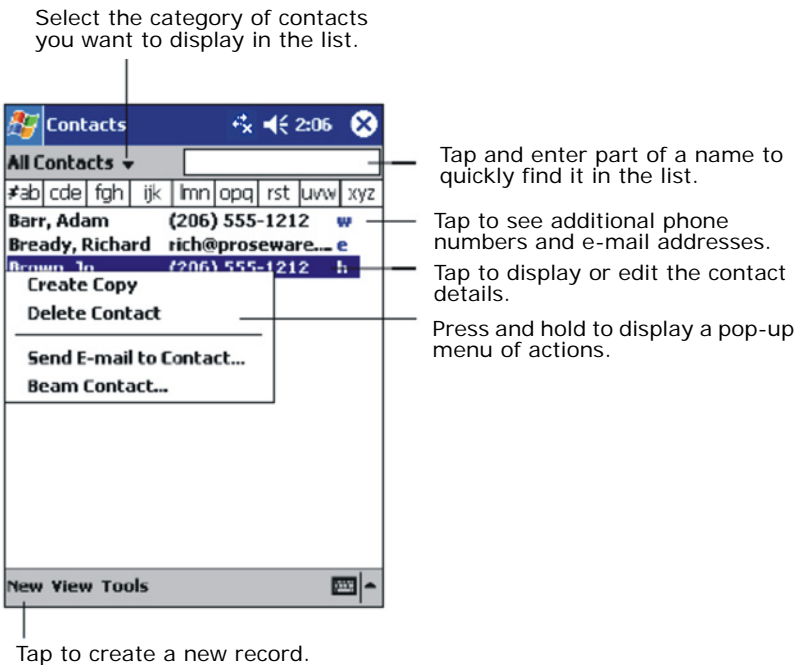 Select the category of contacts
you want to display in the list.
Contacts 2:06
All Contacts
#ab cde fgh ijk lmn opq rst uvw xyz
Tap and enter part of a name to
quickly find it in the list.
Barr, Adam (206) 555-1212 w
Bready, Richard rich@proseware.... e
Brown, Jo (206) 555-1212 h
Tap to see additional phone
numbers and e-mail addresses.
Tap to display or edit the contact
details.
Create Copy
Delete Contact
Send E-mail to Contact...
Beam Contact...
Press and hold to display a pop-up
menu of actions.
New View Tools
Tap to create a new record.